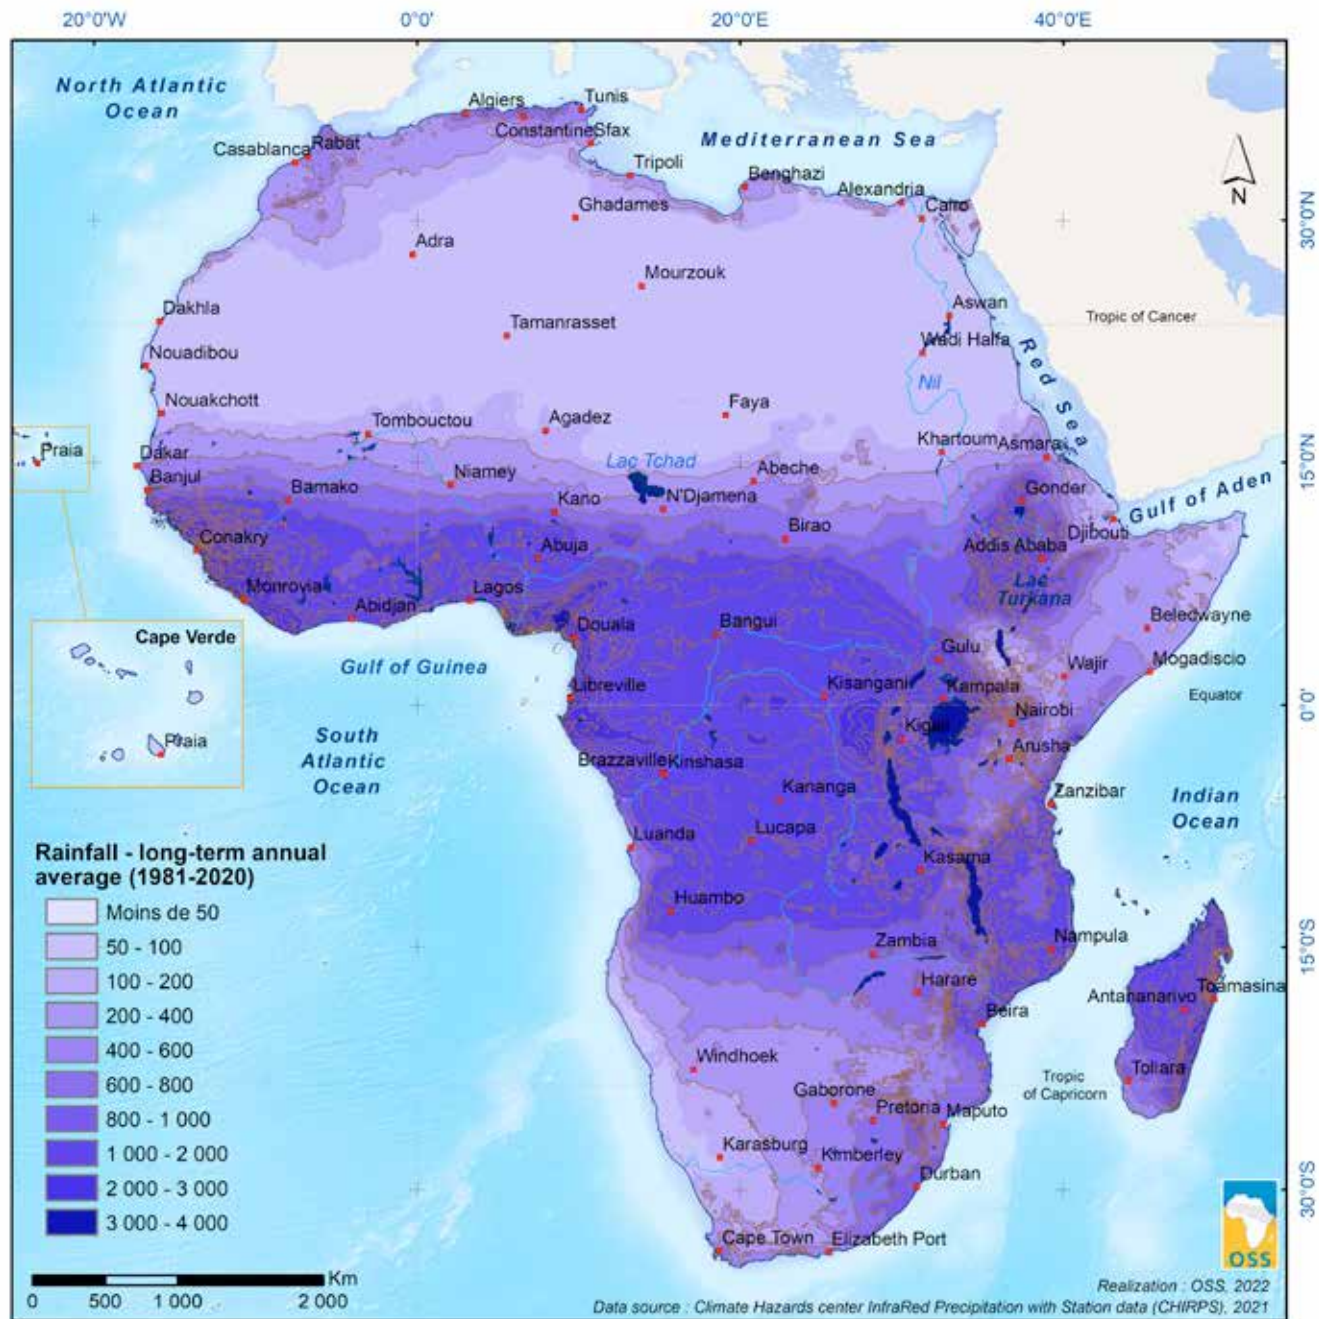 20°0'W
0°0'
20°0'E
40°0'E
North Atlantic
Ocean
Algiers
Tunis
Constantine
Sfax
Mediterranean Sea
Casablanca
Rabat
Tripoli
Benghazi
Alexandria
Cairo
N
Ghadames
30°0'N
Adra
Mourzouk
Dakhla
Aswan
Tropic of Cancer
Tamanrasset
Wadi Halfa
Red Sea
Nouadibou
Nil
Nouakchott
Tombouctou
Agadez
Faya
Khartoum
Asmara
Praia
Dakar
Lac Tchad
Abeche
15°0'N
Banjul
Bamako
Niamey
Kano
N'Djamena
Gonder
Gulf of Aden
Birao
Djibouti
Conakry
Abuja
Addis Ababa
Lac
Turkana
Monrovia
Lagos
Abidjan
Beledwayne
Cape Verde
Douala
Bangui
Gulf of Guinea
Gulu
Wajir
Mogadiscio
Libreville
Kisangani
Kampala
Equator
0°0'
Praia
South
Atlantic
Ocean
Kigali
Nairobi
Arusha
Brazzaville
Kinshasa
Kananga
Zanzibar
Indian
Ocean
Luanda
Lucapa
Kasama
Rainfall - long-term annual
average (1981-2020)
Moins de 50
50 - 100
100 - 200
200 - 400
400 - 600
600 - 800
800 - 1 000
1 000 - 2 000
2 000 - 3 000
3 000 - 4 000
Huambo
Zambia
Nampula
15°0'S
Harare
Antananarivo
Toamasina
Beira
Windhoek
Toliara
Tropic
of Capricorn
Gaborone
Pretoria
Maputo
Karasburg
Kimberley
Durban
30°0'S
Cape Town
Elizabeth Port
OSS
Km
0
500
1 000
2 000
Realization : OSS, 2022
Data source : Climate Hazards center InfraRed Precipitation with Station data (CHIRPS), 2021